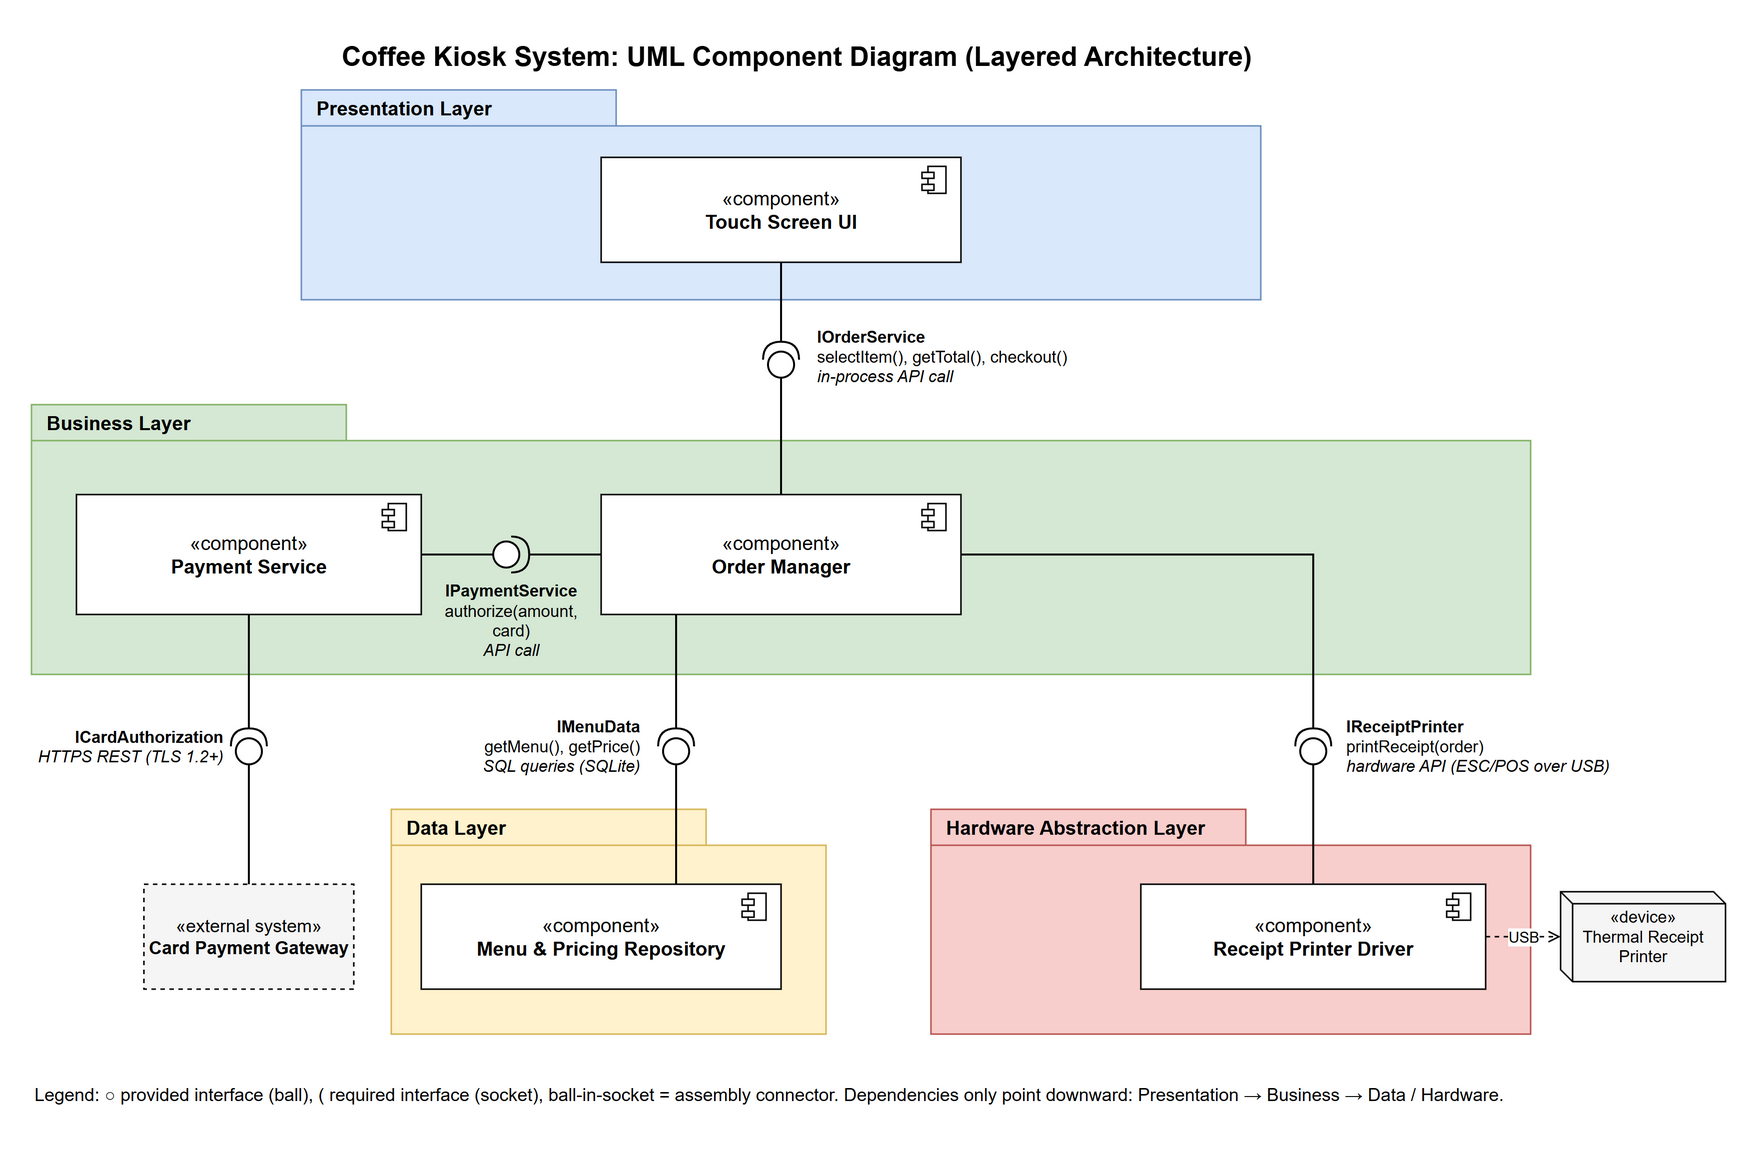 Coffee Kiosk System: UML Component Diagram (Layered Architecture)
Presentation Layer
«component»
Touch Screen UI
IOrderService
selectItem(), getTotal(), checkout()
in-process API call
Business Layer
«component»
Payment Service
IPaymentService
authorize(amount,
card)
API call
«component»
Order Manager
ICardAuthorization
HTTPS REST (TLS 1.2+)
IMenuData
getMenu(), getPrice()
SQL queries (SQLite)
IReceiptPrinter
printReceipt(order)
hardware API (ESC/POS over USB)
«external system»
Card Payment Gateway
Data Layer
«component»
Menu & Pricing Repository
Hardware Abstraction Layer
«component»
Receipt Printer Driver
USB
«device»
Thermal Receipt
Printer
Legend: ○ provided interface (ball), ( required interface (socket), ball-in-socket = assembly connector. Dependencies only point downward: Presentation → Business → Data / Hardware.